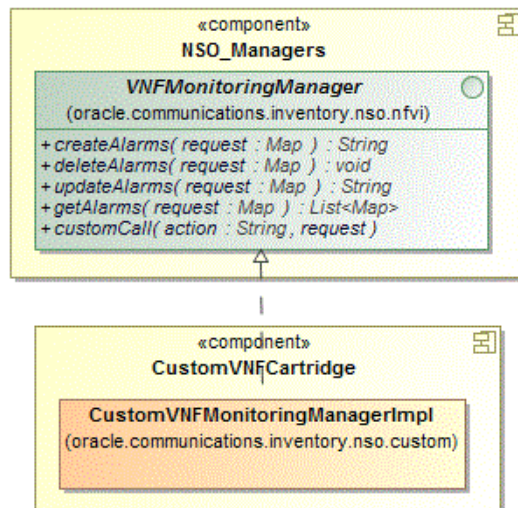 «component»
NSO_Managers
VNFMonitoringManager
(oracle.communications.inventory.nso.nfvi)
+createAlarms( request : Map ) : String
+deleteAlarms( request : Map ) : void
+updateAlarms( request : Map ) : String
+getAlarms( request : Map ) : List<Map>
+customCall( action : String, request )
«component»
CustomVNFCartridge
CustomVNFMonitoringManagerImpl
(oracle.communications.inventory.nso.custom)